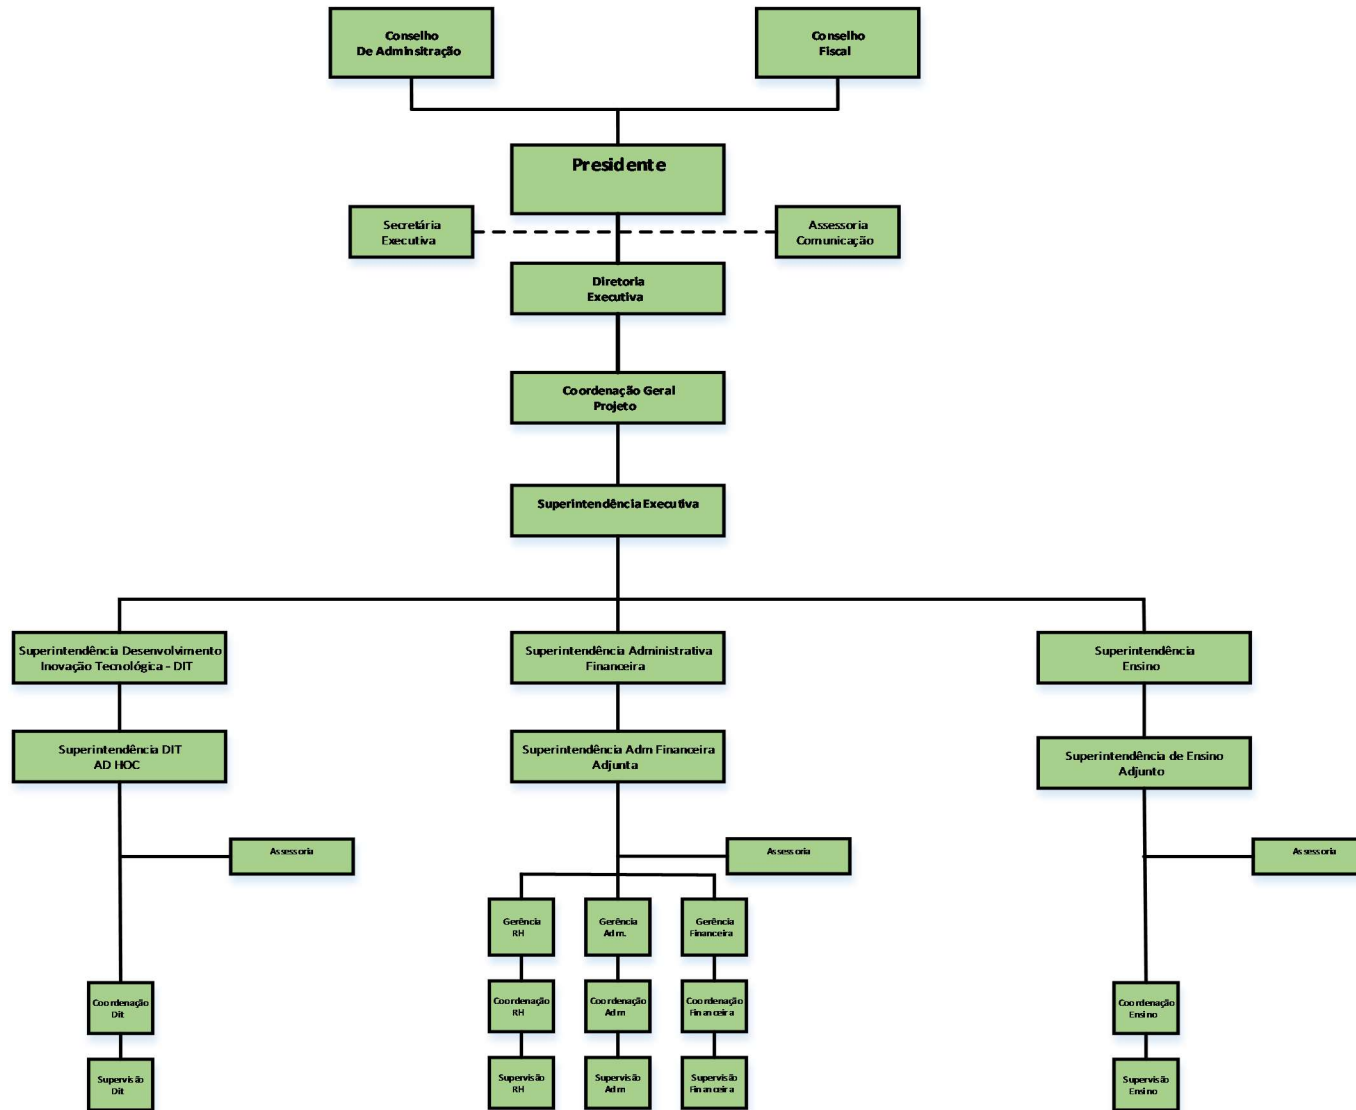 Conselho
De Adminsitração
Conselho
Fiscal
Presidente
Secretária
Executiva
Assessoria
Comunicação
Diretoria
Executiva
Coordenação Geral
Projeto
Superintendência Executiva
Superintendência Desenvolvimento
Inovação Tecnológica - DIT
Superintendência Administrativa
Financeira
Superintendência
Ensino
Superintendência DIT
AD HOC
Superintendência Adm Financeira
Adjunta
Superintendência de Ensino
Adjunto
Assessoria
Assessoria
Assessoria
Gerência
RH
Gerência
Adm.
Gerência
Financeira
Coordenação
Dit
Coordenação
RH
Coordenação
Adm
Coordenação
Financeira
Coordenação
Ensino
Supervisão
Dit
Supervisão
RH
Supervisão
Adm
Supervisão
Financeira
Supervisão
Ensino